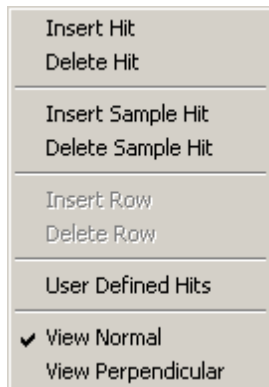 Insert Hit
Delete Hit
Insert Sample Hit
Delete Sample Hit
Insert Row
Delete Row
User Defined Hits
View Normal
View Perpendicular